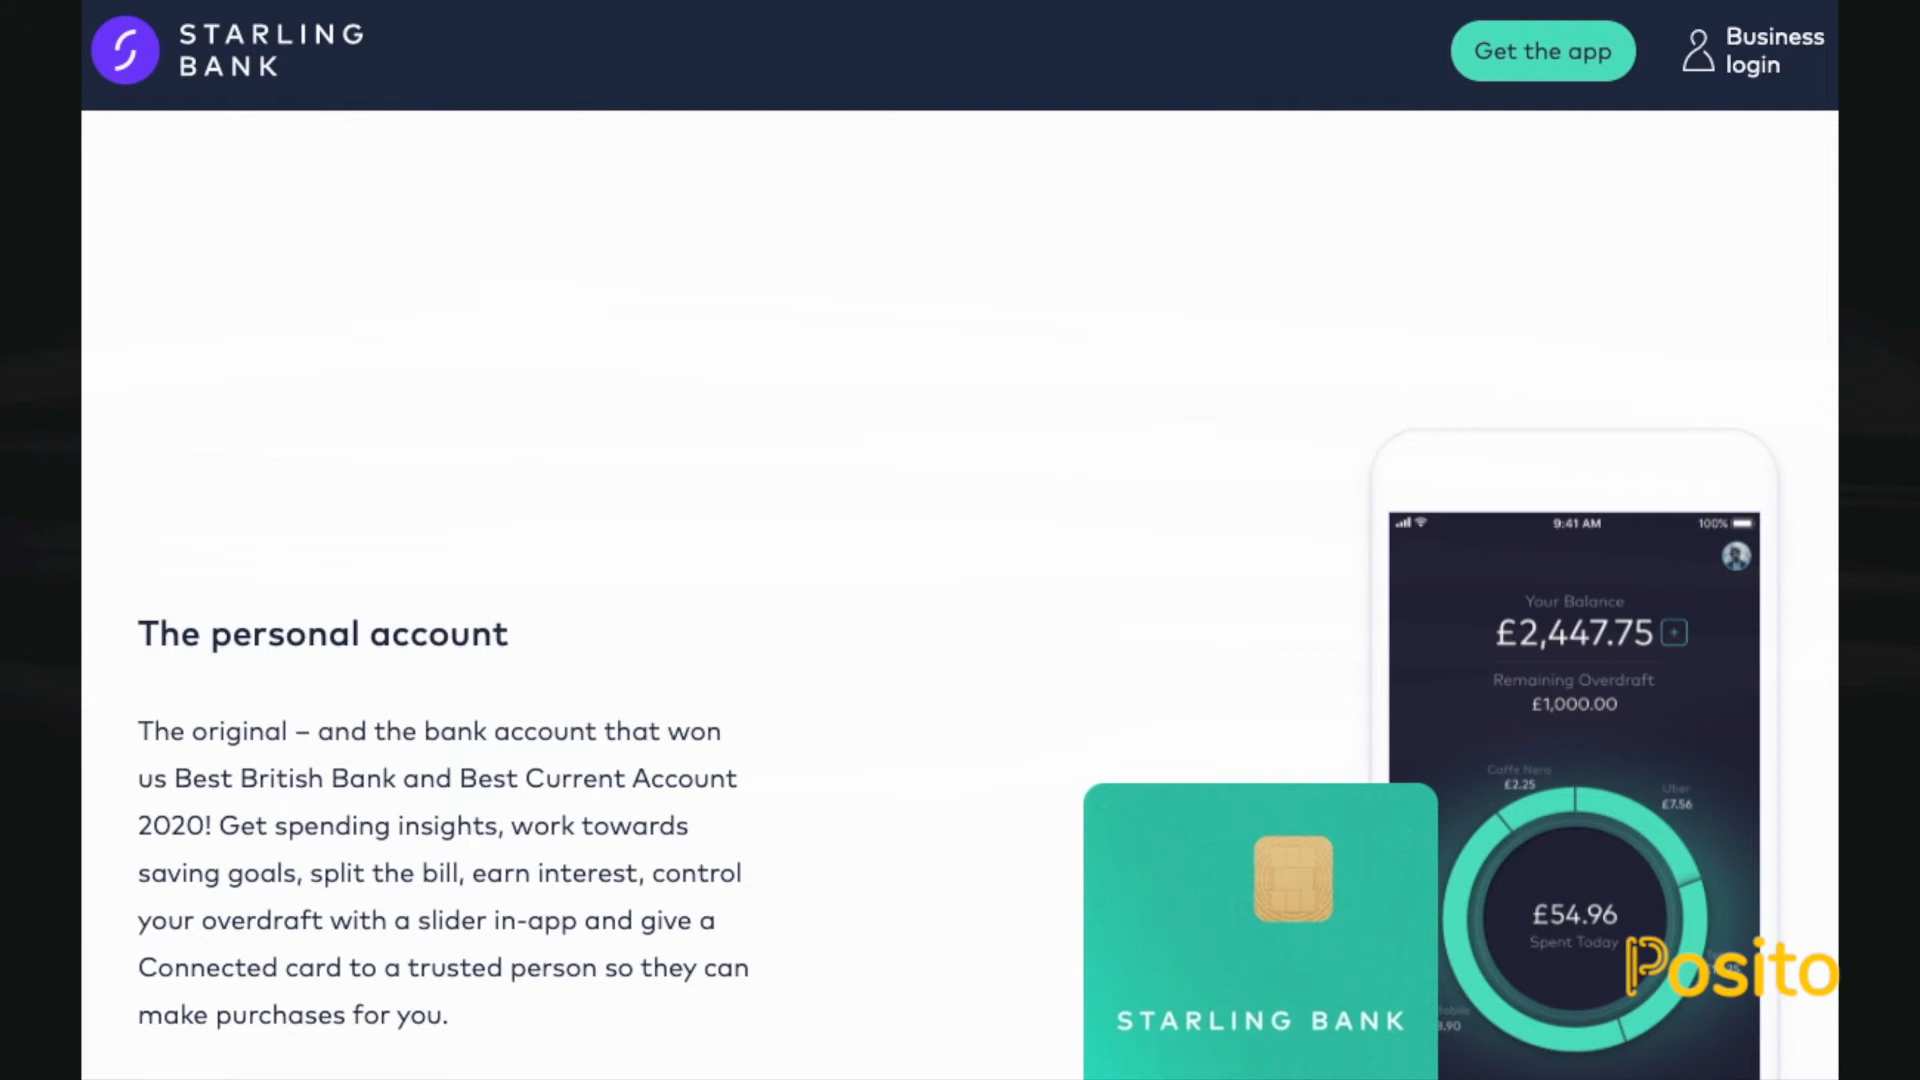 STARLING
BANK
Get the app
Business
login
The personal account
The original – and the bank account that won
us Best British Bank and Best Current Account
2020! Get spending insights, work towards
saving goals, split the bill, earn interest, control
your overdraft with a slider in-app and give a
Connected card to a trusted person so they can
make purchases for you.
9:41 AM
100%
Your Balance
£2,447.75
Remaining Overdraft
£1,000.00
Caffe Nero
£2.25
Uber
£7.56
£54.96
Spent Today
STARLING BANK
Posito